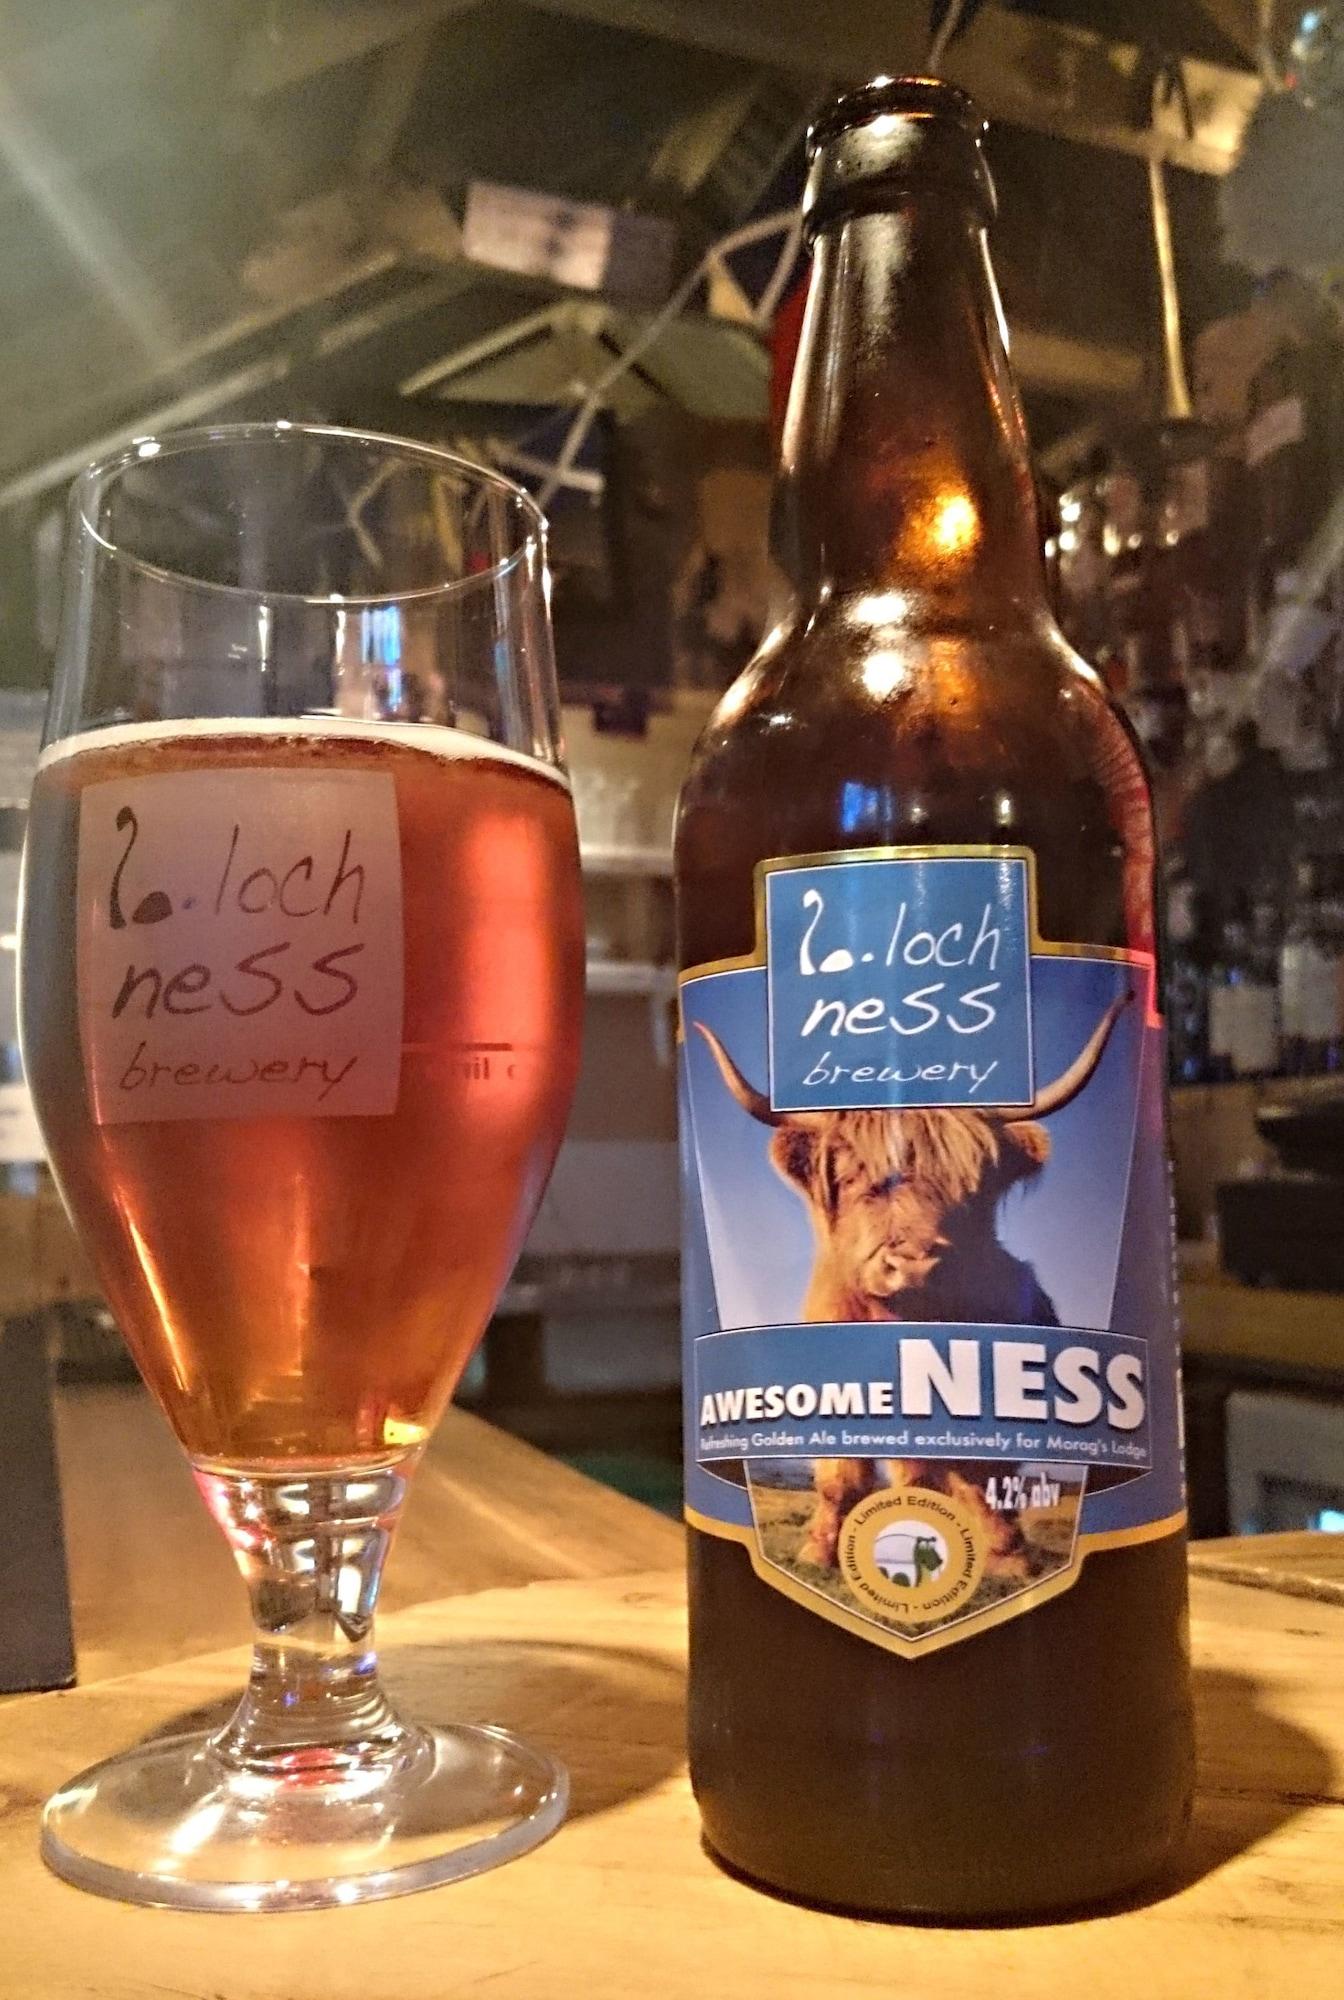 loch
ness
brewery
loch
ness
brewery
AWESOMENESS
Refreshing Golden Ale brewed exclusively for Morag's Lodge
4.2% abv
Limited Edition - Limited Edition - Limited Edition -